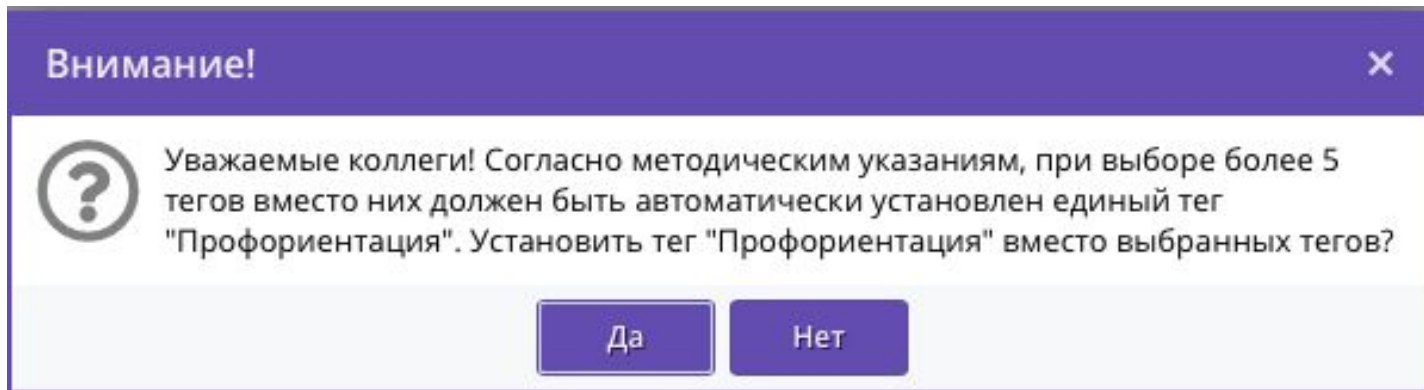 Внимание!
Уважаемые коллеги! Согласно методическим указаниям, при выборе более 5
тегов вместо них должен быть автоматически установлен единый тег
"Профориентация". Установить тег "Профориентация" вместо выбранных тегов?
Да Нет